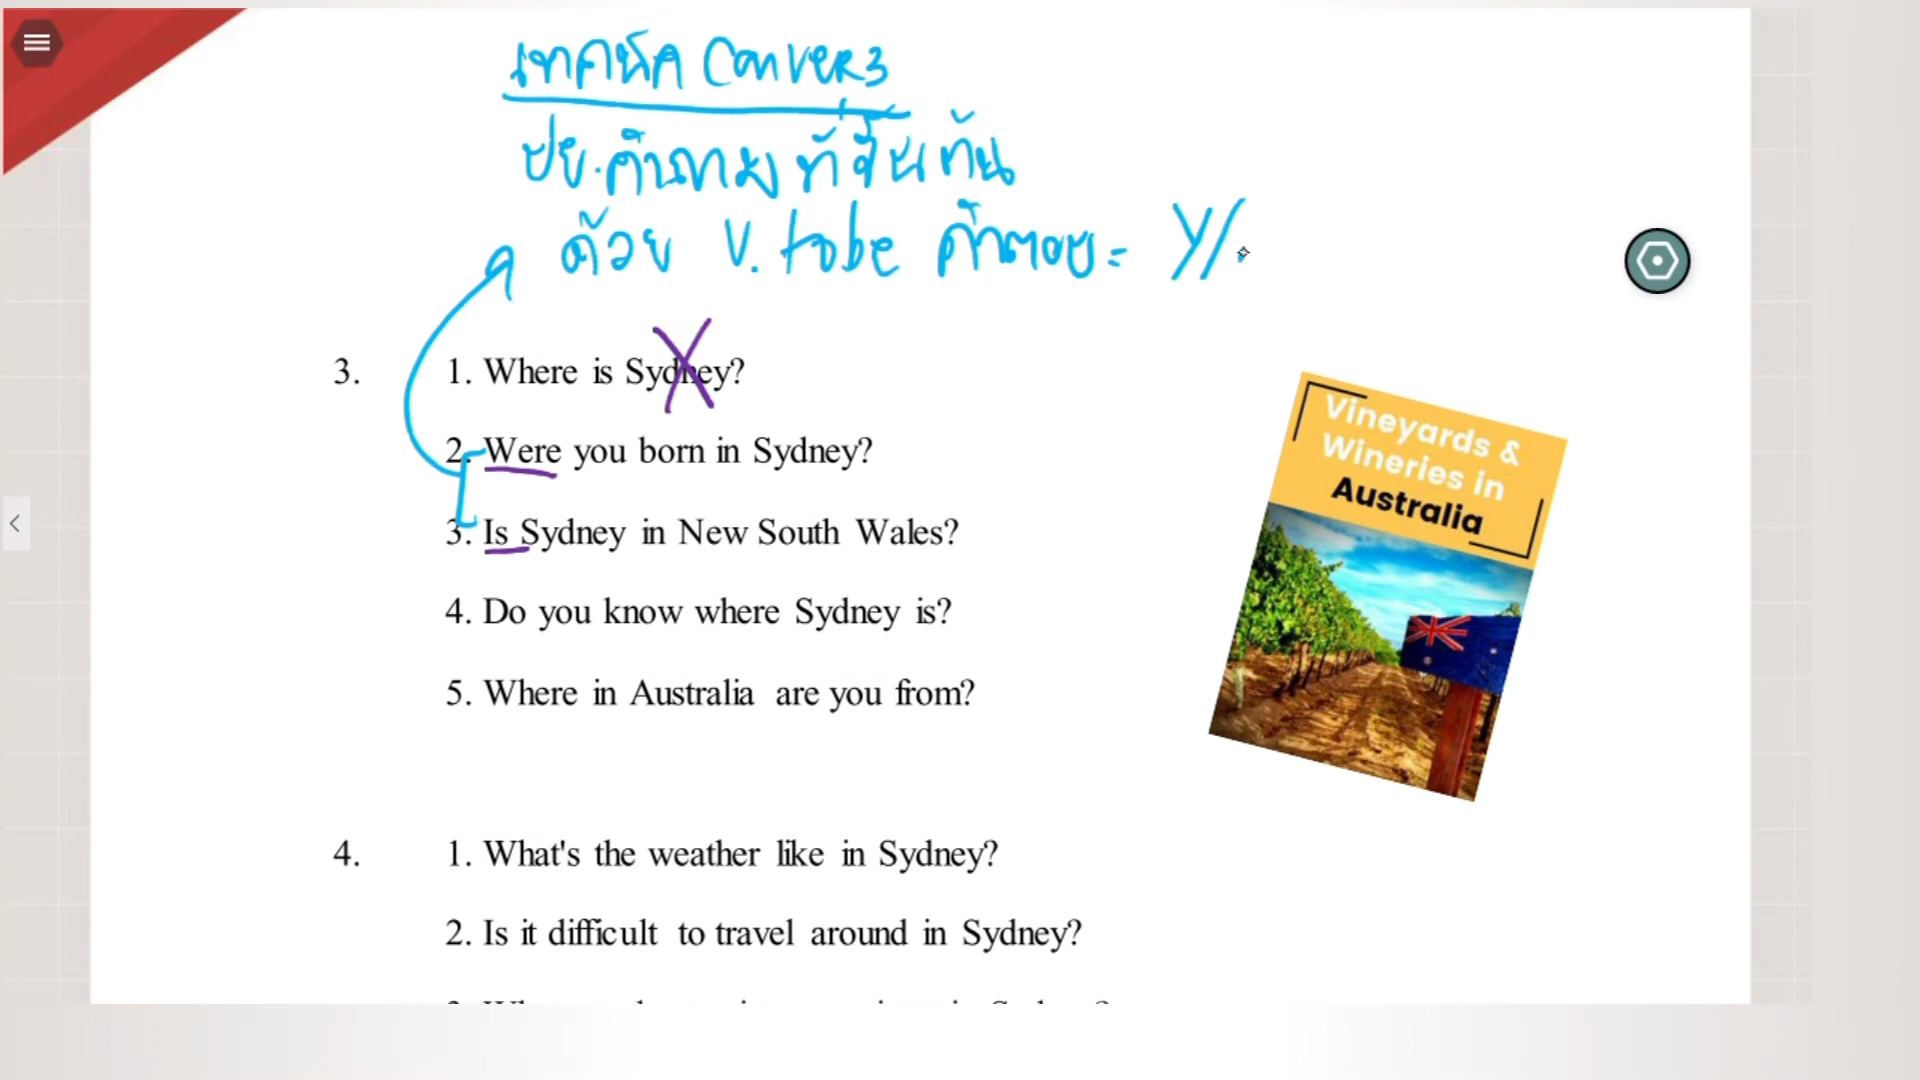 เทคนิค Conver3
ปย.คำถามที่ขึ้นต้น
ด้วย V. tobe คำตอบ = Y/
3.
1. Where is Sydney?
2. Were you born in Sydney?
3. Is Sydney in New South Wales?
4. Do you know where Sydney is?
5. Where in Australia are you from?
Vineyards &
Wineries in
Australia
4.
1. What's the weather like in Sydney?
2. Is it difficult to travel around in Sydney?